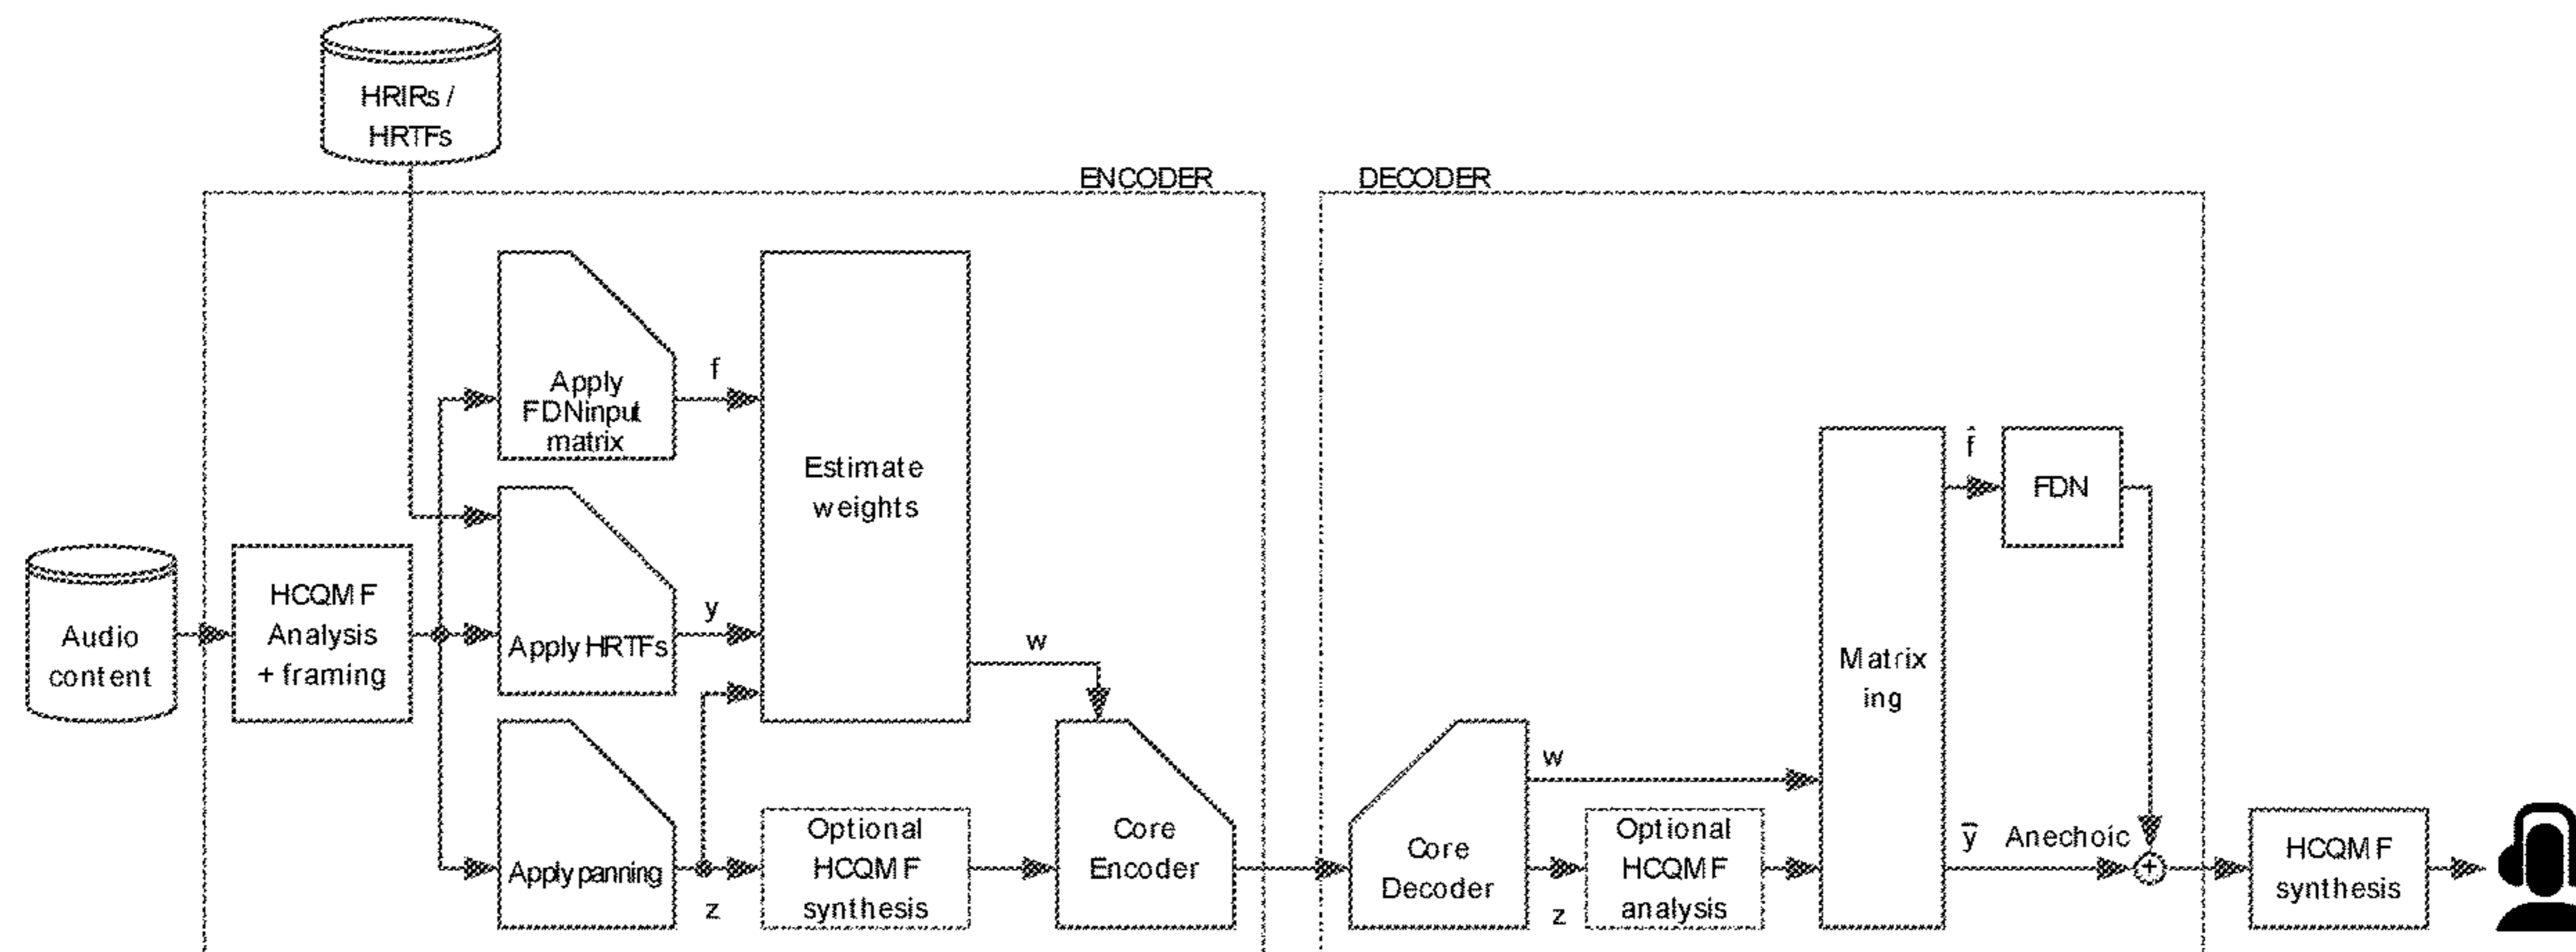 HRIRs /
HRTFs
ENCODER
DECODER
Apply
FDNinput
matrix
f
Estimate
weights
f̂
FDN
Audio
content
HCQMF
Analysis
+ framing
Apply HRTFs
y
w
Matrix
ing
Apply panning
z
Optional
HCQMF
synthesis
Core
Encoder
Core
Decoder
w
z
Optional
HCQMF
analysis
ȳ Anechoic
+
HCQMF
synthesis